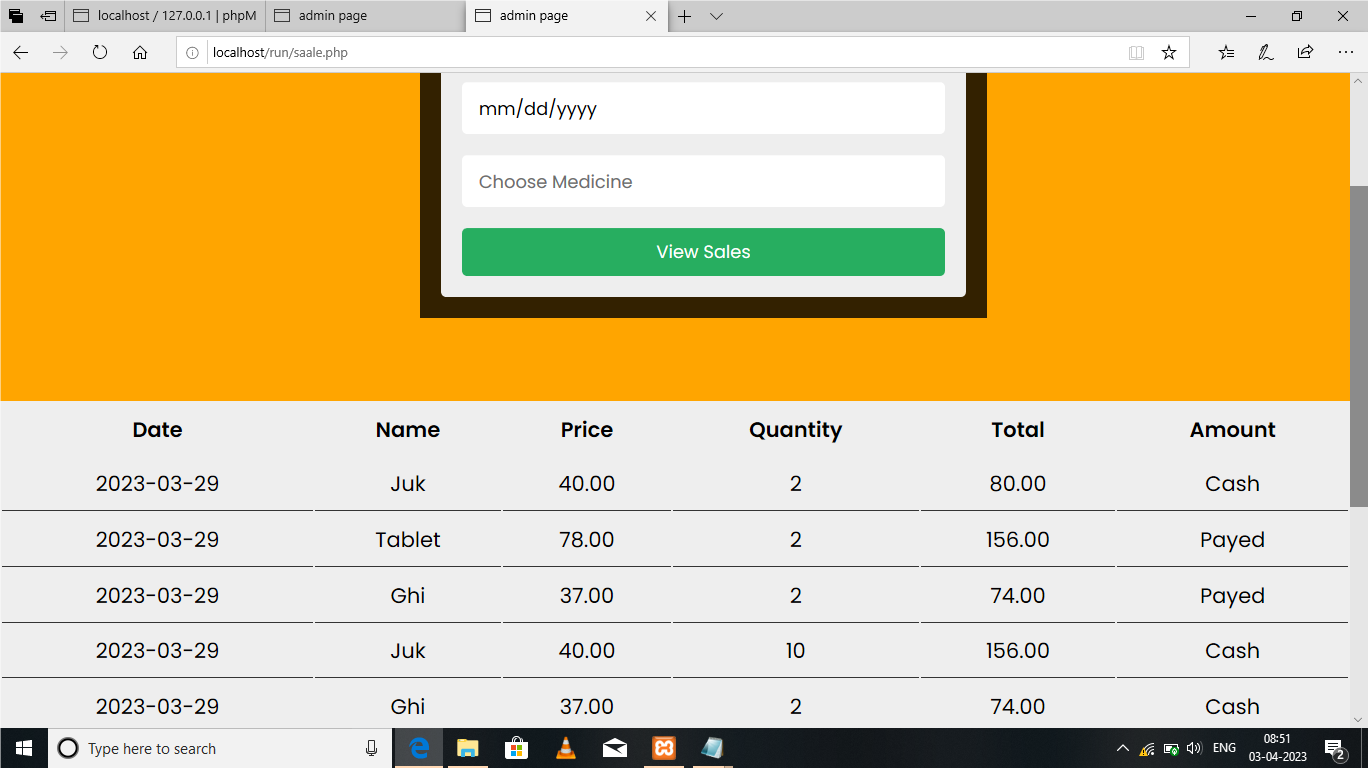 localhost / 127.0.0.1 | phpM
admin page
admin page
localhost/run/saale.php
mm/dd/yyyy
Choose Medicine
View Sales
Date Name Price Quantity Total Amount
2023-03-29 Juk 40.00 2 80.00 Cash
2023-03-29 Tablet 78.00 2 156.00 Payed
2023-03-29 Ghi 37.00 2 74.00 Payed
2023-03-29 Juk 40.00 10 156.00 Cash
2023-03-29 Ghi 37.00 2 74.00 Cash
Type here to search
ENG
08:51
03-04-2023
2